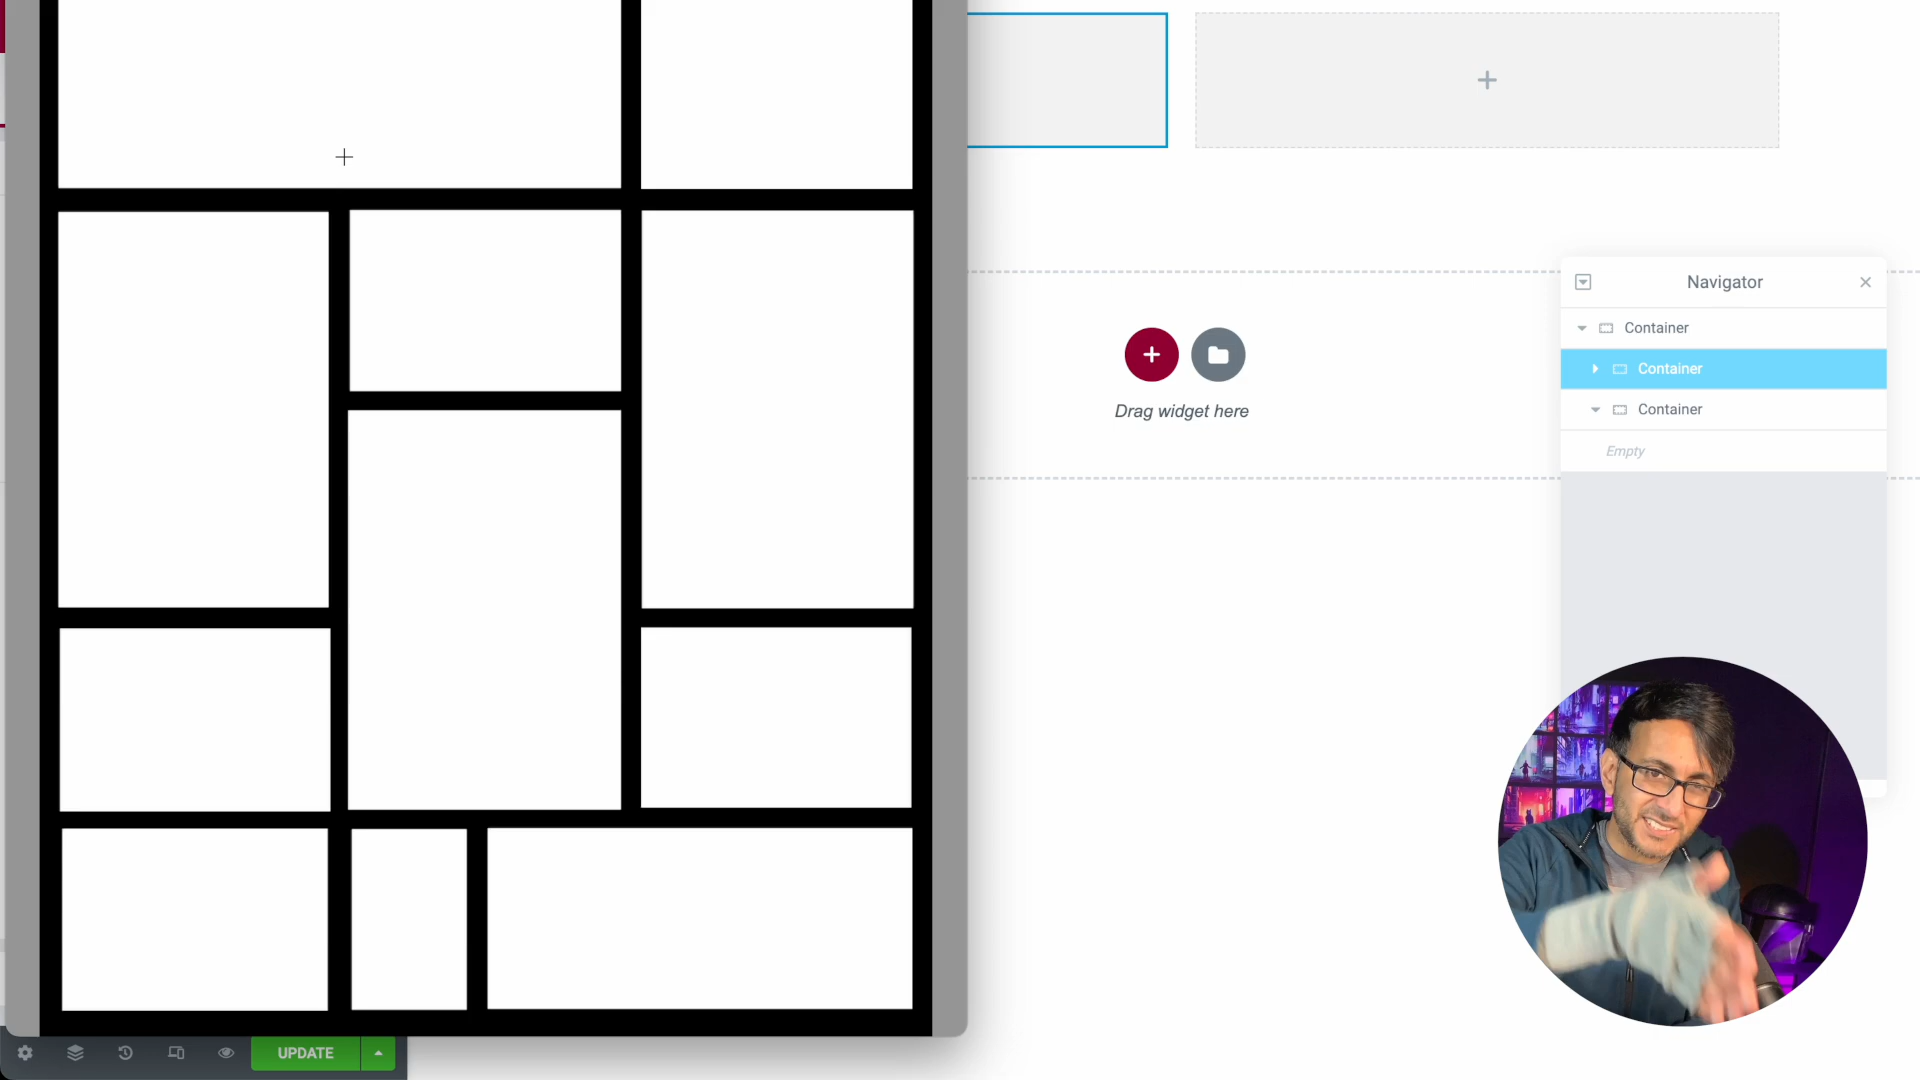 Navigator
Container
Container
Container
Empty
Drag widget here
UPDATE